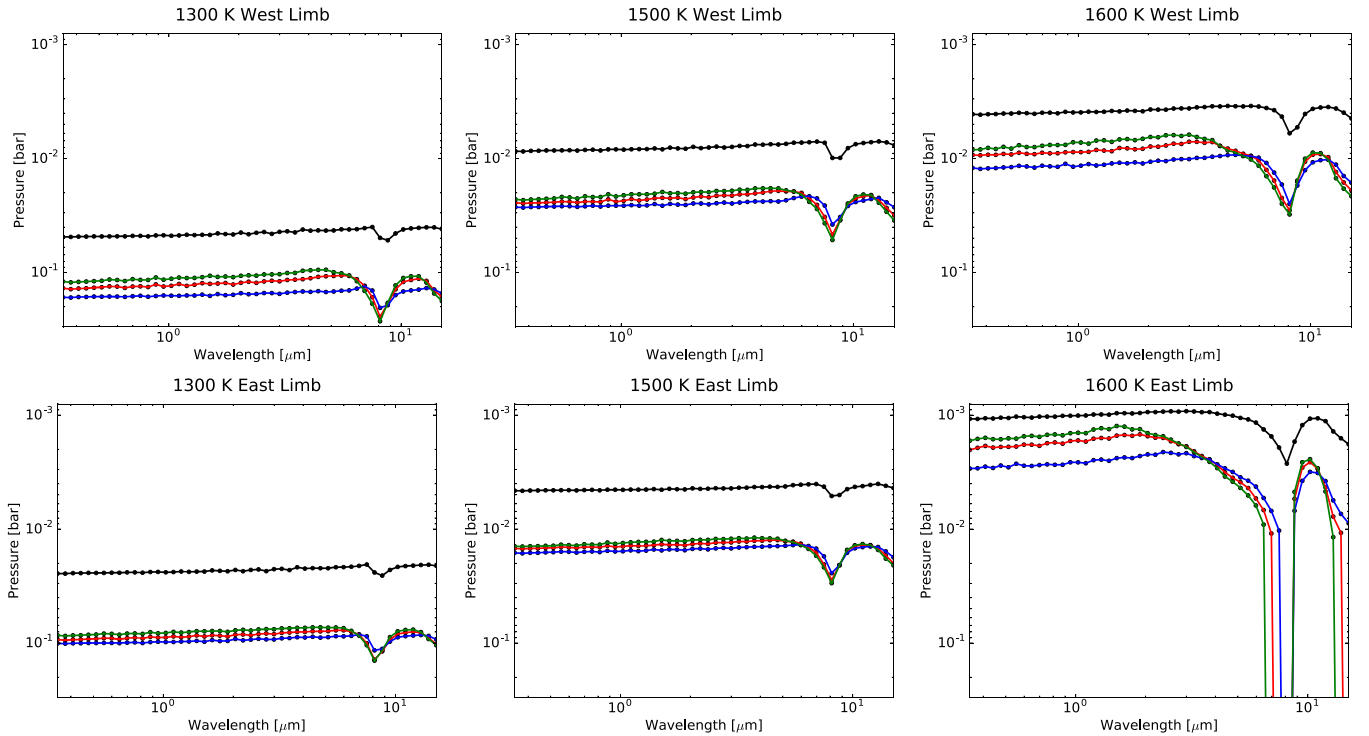 1300 K West Limb
10⁻³
10⁻²
10⁻¹
Pressure [bar]
10⁰
10¹
Wavelength [μm]
1500 K West Limb
10⁻³
10⁻²
10⁻¹
Pressure [bar]
10⁰
10¹
Wavelength [μm]
1600 K West Limb
10⁻³
10⁻²
10⁻¹
Pressure [bar]
10⁰
10¹
Wavelength [μm]
1300 K East Limb
10⁻³
10⁻²
10⁻¹
Pressure [bar]
10⁰
10¹
Wavelength [μm]
1500 K East Limb
10⁻³
10⁻²
10⁻¹
Pressure [bar]
10⁰
10¹
Wavelength [μm]
1600 K East Limb
10⁻³
10⁻²
10⁻¹
Pressure [bar]
10⁰
10¹
Wavelength [μm]